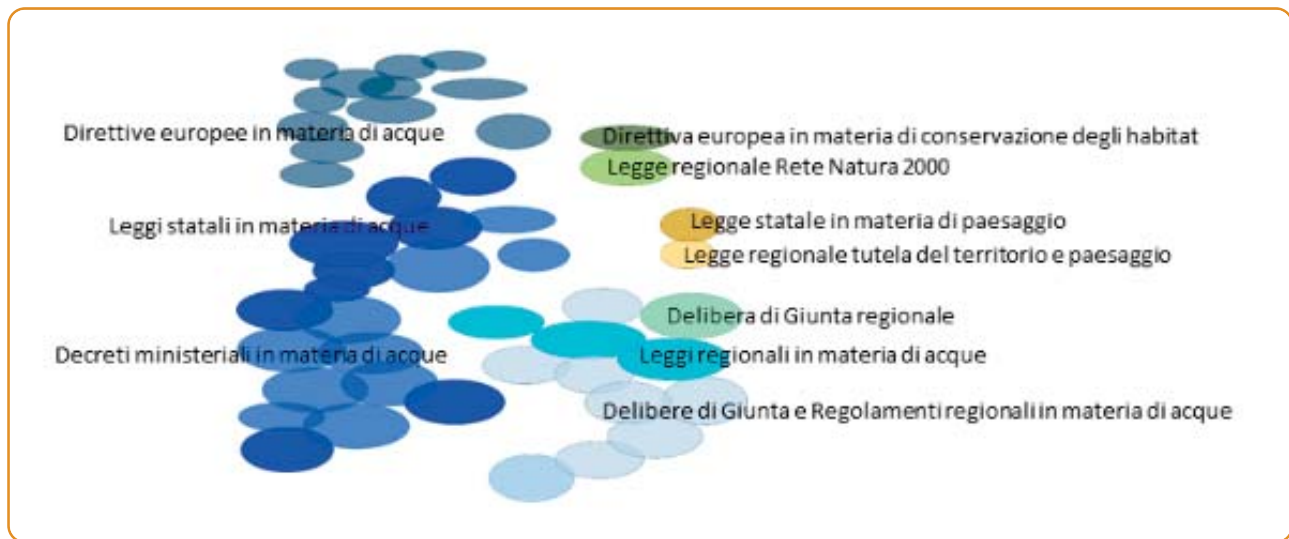 Direttive europee in materia di acque
Direttiva europea in materia di conservazione degli habitat
Legge regionale Rete Natura 2000
Leggi statali in materia di acque
Legge statale in materia di paesaggio
Legge regionale tutela del territorio e paesaggio
Delibera di Giunta regionale
Decreti ministeriali in materia di acque
Leggi regionali in materia di acque
Delibere di Giunta e Regolamenti regionali in materia di acque